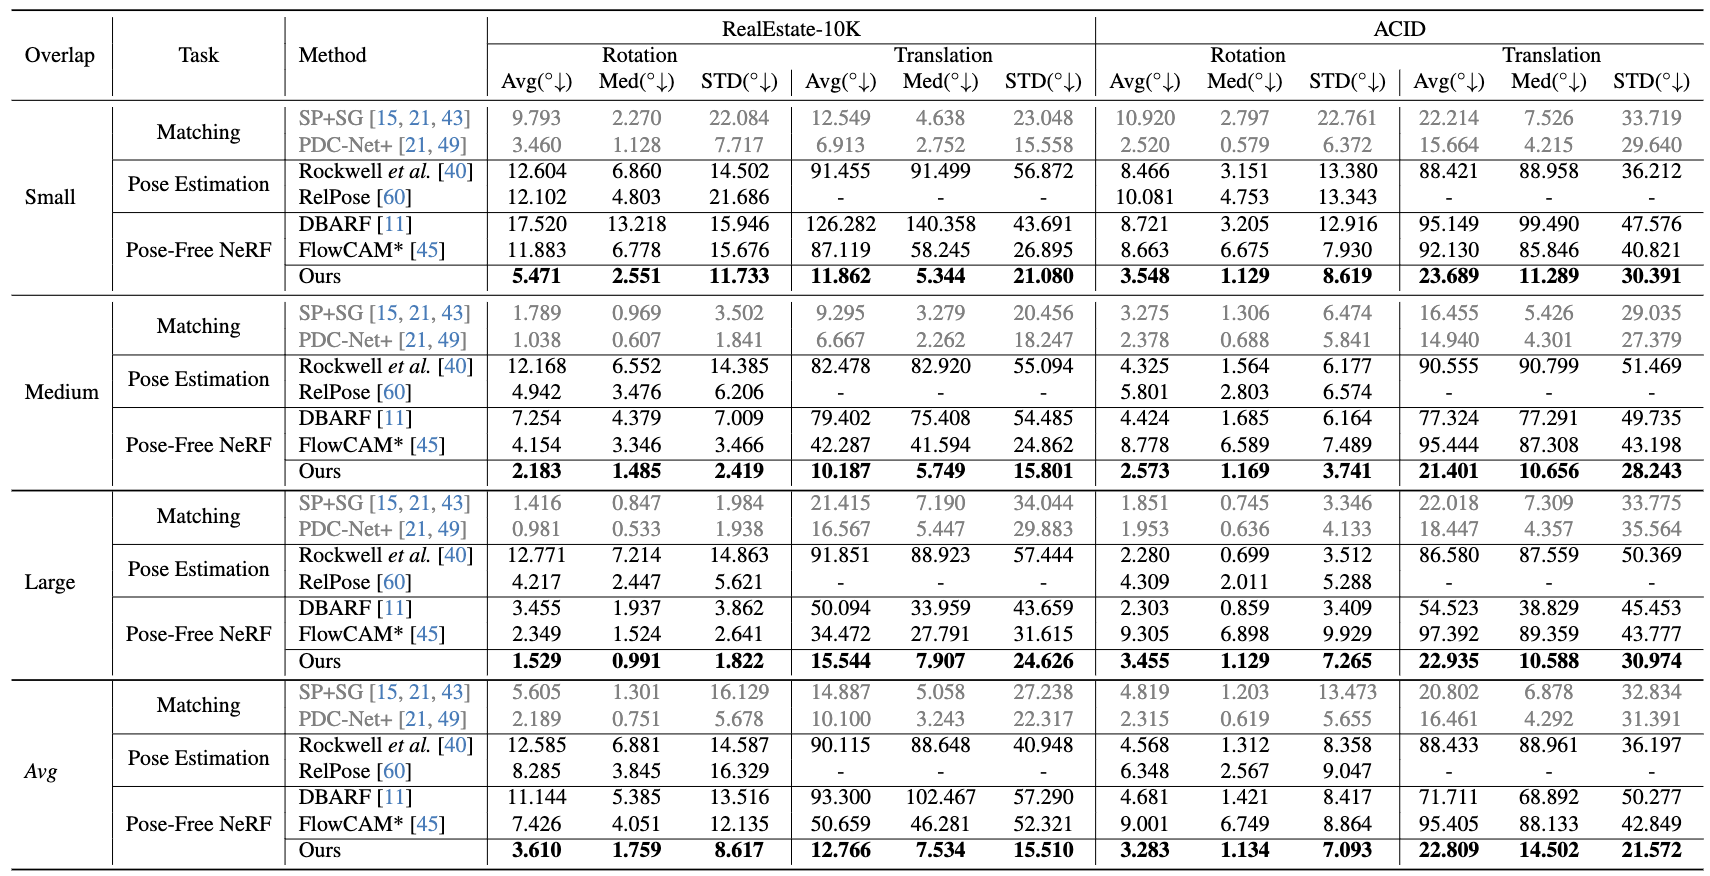 RealEstate-10K ACID
Overlap Task Method Rotation Translation Rotation Translation
Avg(°↓) Med(°↓) STD(°↓) Avg(°↓) Med(°↓) STD(°↓) Avg(°↓) Med(°↓) STD(°↓) Avg(°↓) Med(°↓) STD(°↓)
Small
Matching
SP+SG [15, 21, 43] 9.793 2.270 22.084 12.549 4.638 23.048 10.920 2.797 22.761 22.214 7.526 33.719
PDC-Net+ [21, 49] 3.460 1.128 7.717 6.913 2.752 15.558 2.520 0.579 6.372 15.664 4.215 29.640
Pose Estimation
Rockwell et al. [40] 12.604 6.860 14.502 91.455 91.499 56.872 8.466 3.151 13.380 88.421 88.958 36.212
RelPose [60] 12.102 4.803 21.686 - - - 10.081 4.753 13.343 - - -
Pose-Free NeRF
DBARF [11] 17.520 13.218 15.946 126.282 140.358 43.691 8.721 3.205 12.916 95.149 99.490 47.576
FlowCAM* [45] 11.883 6.778 15.676 87.119 58.245 26.895 8.663 6.675 7.930 92.130 85.846 40.821
Ours 5.471 2.551 11.733 11.862 5.344 21.080 3.548 1.129 8.619 23.689 11.289 30.391
Medium
Matching
SP+SG [15, 21, 43] 1.789 0.969 3.502 9.295 3.279 20.456 3.275 1.306 6.474 16.455 5.426 29.035
PDC-Net+ [21, 49] 1.038 0.607 1.841 6.667 2.262 18.247 2.378 0.688 5.841 14.940 4.301 27.379
Pose Estimation
Rockwell et al. [40] 12.168 6.552 14.385 82.478 82.920 55.094 4.325 1.564 6.177 90.555 90.799 51.469
RelPose [60] 4.942 3.476 6.206 - - - 5.801 2.803 6.574 - - -
Pose-Free NeRF
DBARF [11] 7.254 4.379 7.009 79.402 75.408 54.485 4.424 1.685 6.164 77.324 77.291 49.735
FlowCAM* [45] 4.154 3.346 3.466 42.287 41.594 24.862 8.778 6.589 7.489 95.444 87.308 43.198
Ours 2.183 1.485 2.419 10.187 5.749 15.801 2.573 1.169 3.741 21.401 10.656 28.243
Large
Matching
SP+SG [15, 21, 43] 1.416 0.847 1.984 21.415 7.190 34.044 1.851 0.745 3.346 22.018 7.309 33.775
PDC-Net+ [21, 49] 0.981 0.533 1.938 16.567 5.447 29.883 1.953 0.636 4.133 18.447 4.357 35.564
Pose Estimation
Rockwell et al. [40] 12.771 7.214 14.863 91.851 88.923 57.444 2.280 0.699 3.512 86.580 87.559 50.369
RelPose [60] 4.217 2.447 5.621 - - - 4.309 2.011 5.288 - - -
Pose-Free NeRF
DBARF [11] 3.455 1.937 3.862 50.094 33.959 43.659 2.303 0.859 3.409 54.523 38.829 45.453
FlowCAM* [45] 2.349 1.524 2.641 34.472 27.791 31.615 9.305 6.898 9.929 97.392 89.359 43.777
Ours 1.529 0.991 1.822 15.544 7.907 24.626 3.455 1.129 7.265 22.935 10.588 30.974
Avg
Matching
SP+SG [15, 21, 43] 5.605 1.301 16.129 14.887 5.058 27.238 4.819 1.203 13.473 20.802 6.878 32.834
PDC-Net+ [21, 49] 2.189 0.751 5.678 10.100 3.243 22.317 2.315 0.619 5.655 16.461 4.292 31.391
Pose Estimation
Rockwell et al. [40] 12.585 6.881 14.587 90.115 88.648 40.948 4.568 1.312 8.358 88.433 88.961 36.197
RelPose [60] 8.285 3.845 16.329 - - - 6.348 2.567 9.047 - - -
Pose-Free NeRF
DBARF [11] 11.144 5.385 13.516 93.300 102.467 57.290 4.681 1.421 8.417 71.711 68.892 50.277
FlowCAM* [45] 7.426 4.051 12.135 50.659 46.281 52.321 9.001 6.749 8.864 95.405 88.133 42.849
Ours 3.610 1.759 8.617 12.766 7.534 15.510 3.283 1.134 7.093 22.809 14.502 21.572